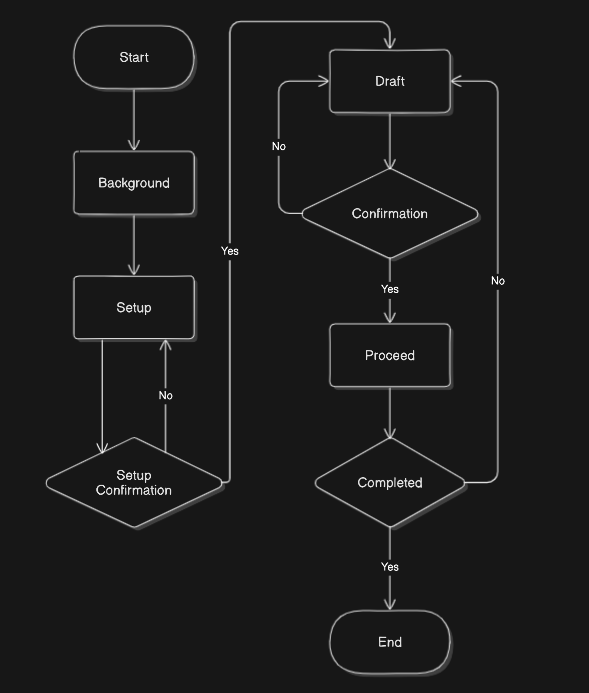 Start
Background
Setup
No
Setup
Confirmation
Yes
Draft
No
Confirmation
Yes
Proceed
Completed
No
Yes
End